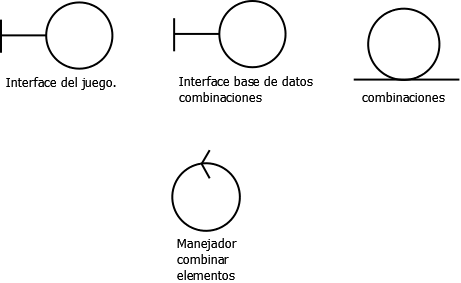 Interface del juego.
Interface base de datos
combinaciones
combinaciones
Manejador
combinar
elementos